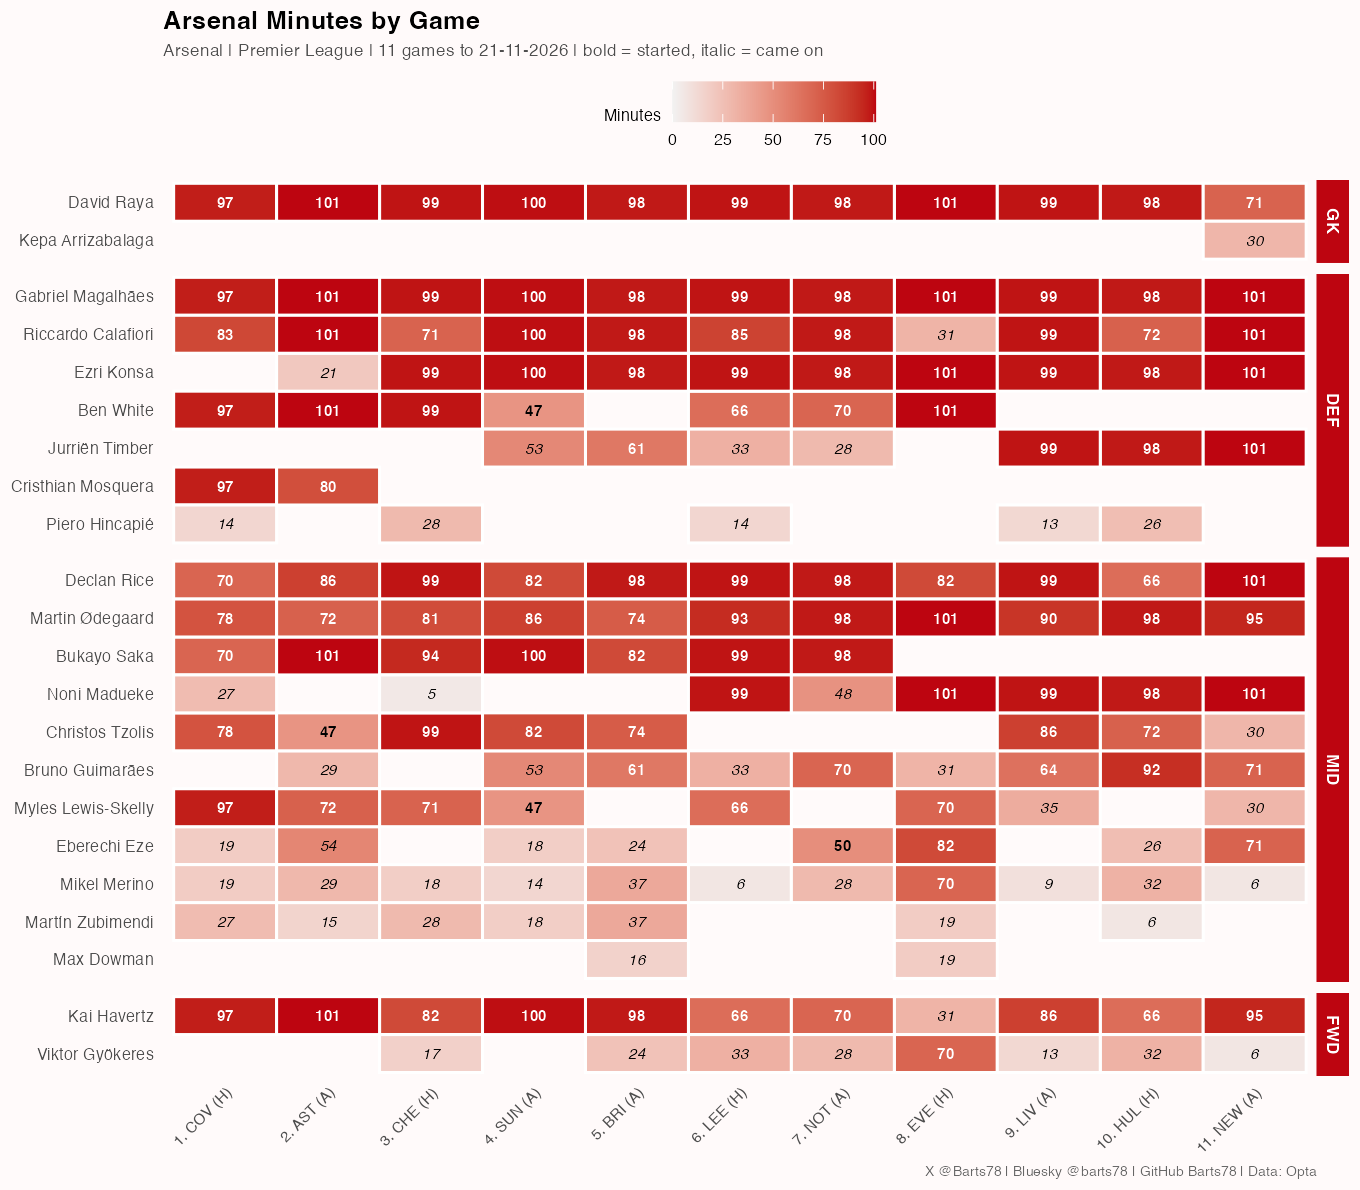 Arsenal Minutes by Game
Arsenal | Premier League | 11 games to 21-11-2026 | bold = started, italic = came on
Minutes
0 25 50 75 100
David Raya 97 101 99 100 98 99 98 101 99 98 71
Kepa Arrizabalaga 30
GK
Gabriel Magalhães 97 101 99 100 98 99 98 101 99 98 101
Riccardo Calafiori 83 101 71 100 98 85 98 31 99 72 101
Ezri Konsa 21 99 100 98 99 98 101 99 98 101
Ben White 97 101 99 47 66 70 101
Jurriën Timber 53 61 33 28 99 98 101
Cristhian Mosquera 97 80
Piero Hincapié 14 28 14 13 26
DEF
Declan Rice 70 86 99 82 98 99 98 82 99 66 101
Martin Ødegaard 78 72 81 86 74 93 98 101 90 98 95
Bukayo Saka 70 101 94 100 82 99 98
Noni Madueke 27 5 99 48 101 99 98 101
Christos Tzolis 78 47 99 82 74 86 72 30
Bruno Guimarães 29 53 61 33 70 31 64 92 71
Myles Lewis-Skelly 97 72 71 47 66 70 35 30
Eberechi Eze 19 54 18 24 50 82 26 71
Mikel Merino 19 29 18 14 37 6 28 70 9 32 6
Martín Zubimendi 27 15 28 18 37 19 6
Max Dowman 16 19
MID
Kai Havertz 97 101 82 100 98 66 70 31 86 66 95
Viktor Gyökeres 17 24 33 28 70 13 32 6
FWD
1. COV (H) 2. AST (A) 3. CHE (H) 4. SUN (A) 5. BRI (A) 6. LEE (H) 7. NOT (A) 8. EVE (H) 9. LIV (A) 10. HUL (H) 11. NEW (A)
X @Barts78 | Bluesky @barts78 | GitHub Barts78 | Data: Opta